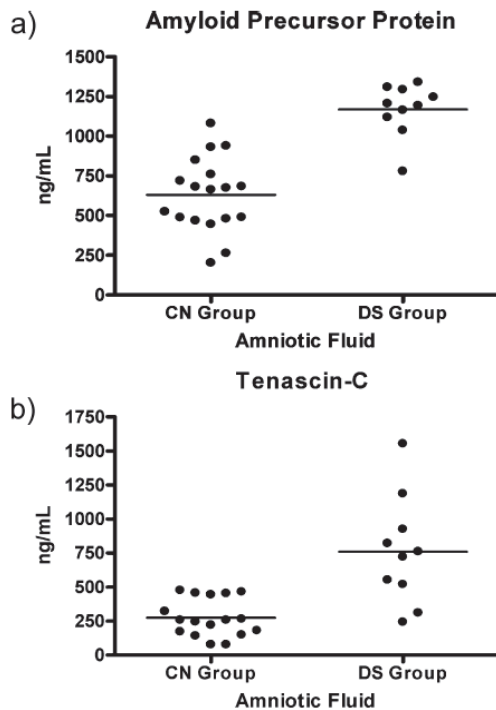 a)
Amyloid Precursor Protein
1500
1250
1000
750
500
250
0
ng/mL
CN Group
DS Group
Amniotic Fluid
b)
Tenascin-C
1750
1500
1250
1000
750
500
250
0
ng/mL
CN Group
DS Group
Amniotic Fluid